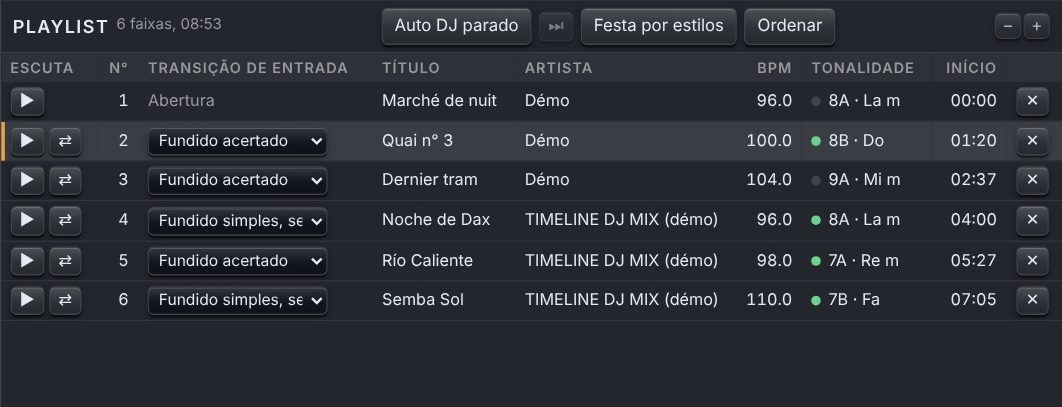 PLAYLIST 6 faixas, 08:53 Auto DJ parado Festa por estilos Ordenar − +
ESCUTA N° TRANSIÇÃO DE ENTRADA TÍTULO ARTISTA BPM TONALIDADE INÍCIO
1 Abertura Marché de nuit Démo 96.0 8A · La m 00:00 ✕
2 Fundido acertado Quai n° 3 Démo 100.0 8B · Do 01:20 ✕
3 Fundido acertado Dernier tram Démo 104.0 9A · Mi m 02:37 ✕
4 Fundido simples, se Noche de Dax TIMELINE DJ MIX (démo) 96.0 8A · La m 04:00 ✕
5 Fundido acertado Río Caliente TIMELINE DJ MIX (démo) 98.0 7A · Re m 05:27 ✕
6 Fundido simples, se Semba Sol TIMELINE DJ MIX (démo) 110.0 7B · Fa 07:05 ✕